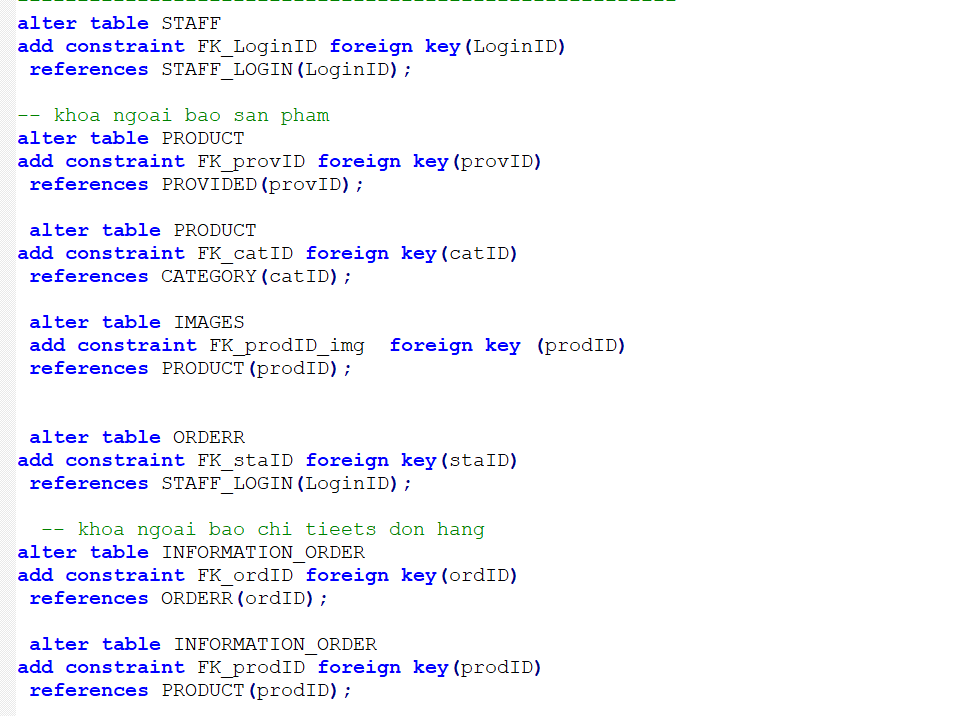 alter table STAFF
add constraint FK_LoginID foreign key(LoginID)
references STAFF_LOGIN(LoginID);
-- khoa ngoai bao san pham
alter table PRODUCT
add constraint FK_provID foreign key(provID)
references PROVIDED(provID);
alter table PRODUCT
add constraint FK_catID foreign key(catID)
references CATEGORY(catID);
alter table IMAGES
add constraint FK_prodID_img  foreign key (prodID)
references PRODUCT(prodID);
alter table ORDERR
add constraint FK_staID foreign key(staID)
references STAFF_LOGIN(LoginID);
-- khoa ngoai bao chi tieets don hang
alter table INFORMATION_ORDER
add constraint FK_ordID foreign key(ordID)
references ORDERR(ordID);
alter table INFORMATION_ORDER
add constraint FK_prodID foreign key(prodID)
references PRODUCT(prodID);